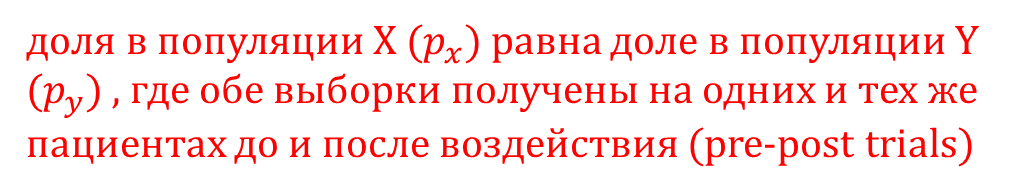 доля в популяции X (pₓ) равна доле в популяции Y
(p_y) , где обе выборки получены на одних и тех же
пациентах до и после воздействия (pre-post trials)